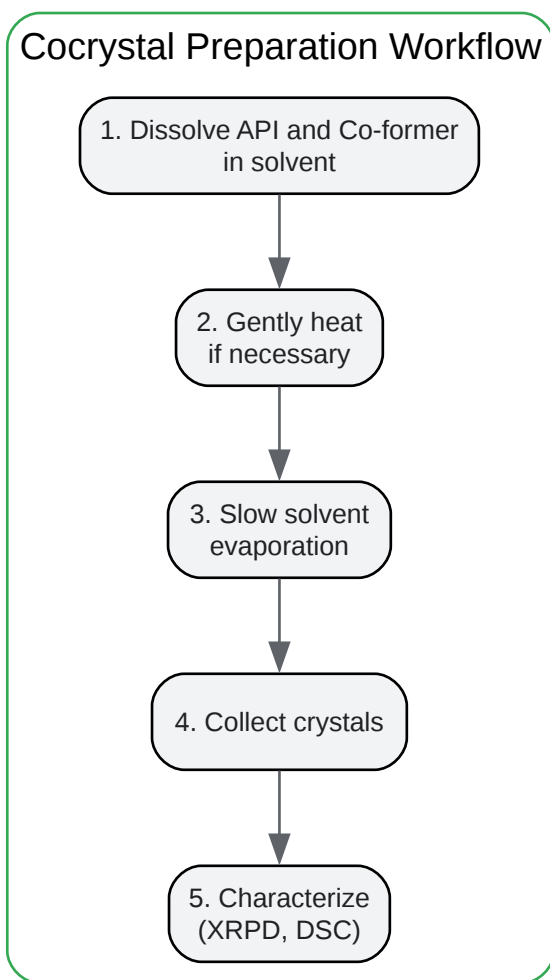 Cocrystal Preparation Workflow
1. Dissolve API and Co-former
in solvent
2. Gently heat
if necessary
3. Slow solvent
evaporation
4. Collect crystals
5. Characterize
(XRPD, DSC)